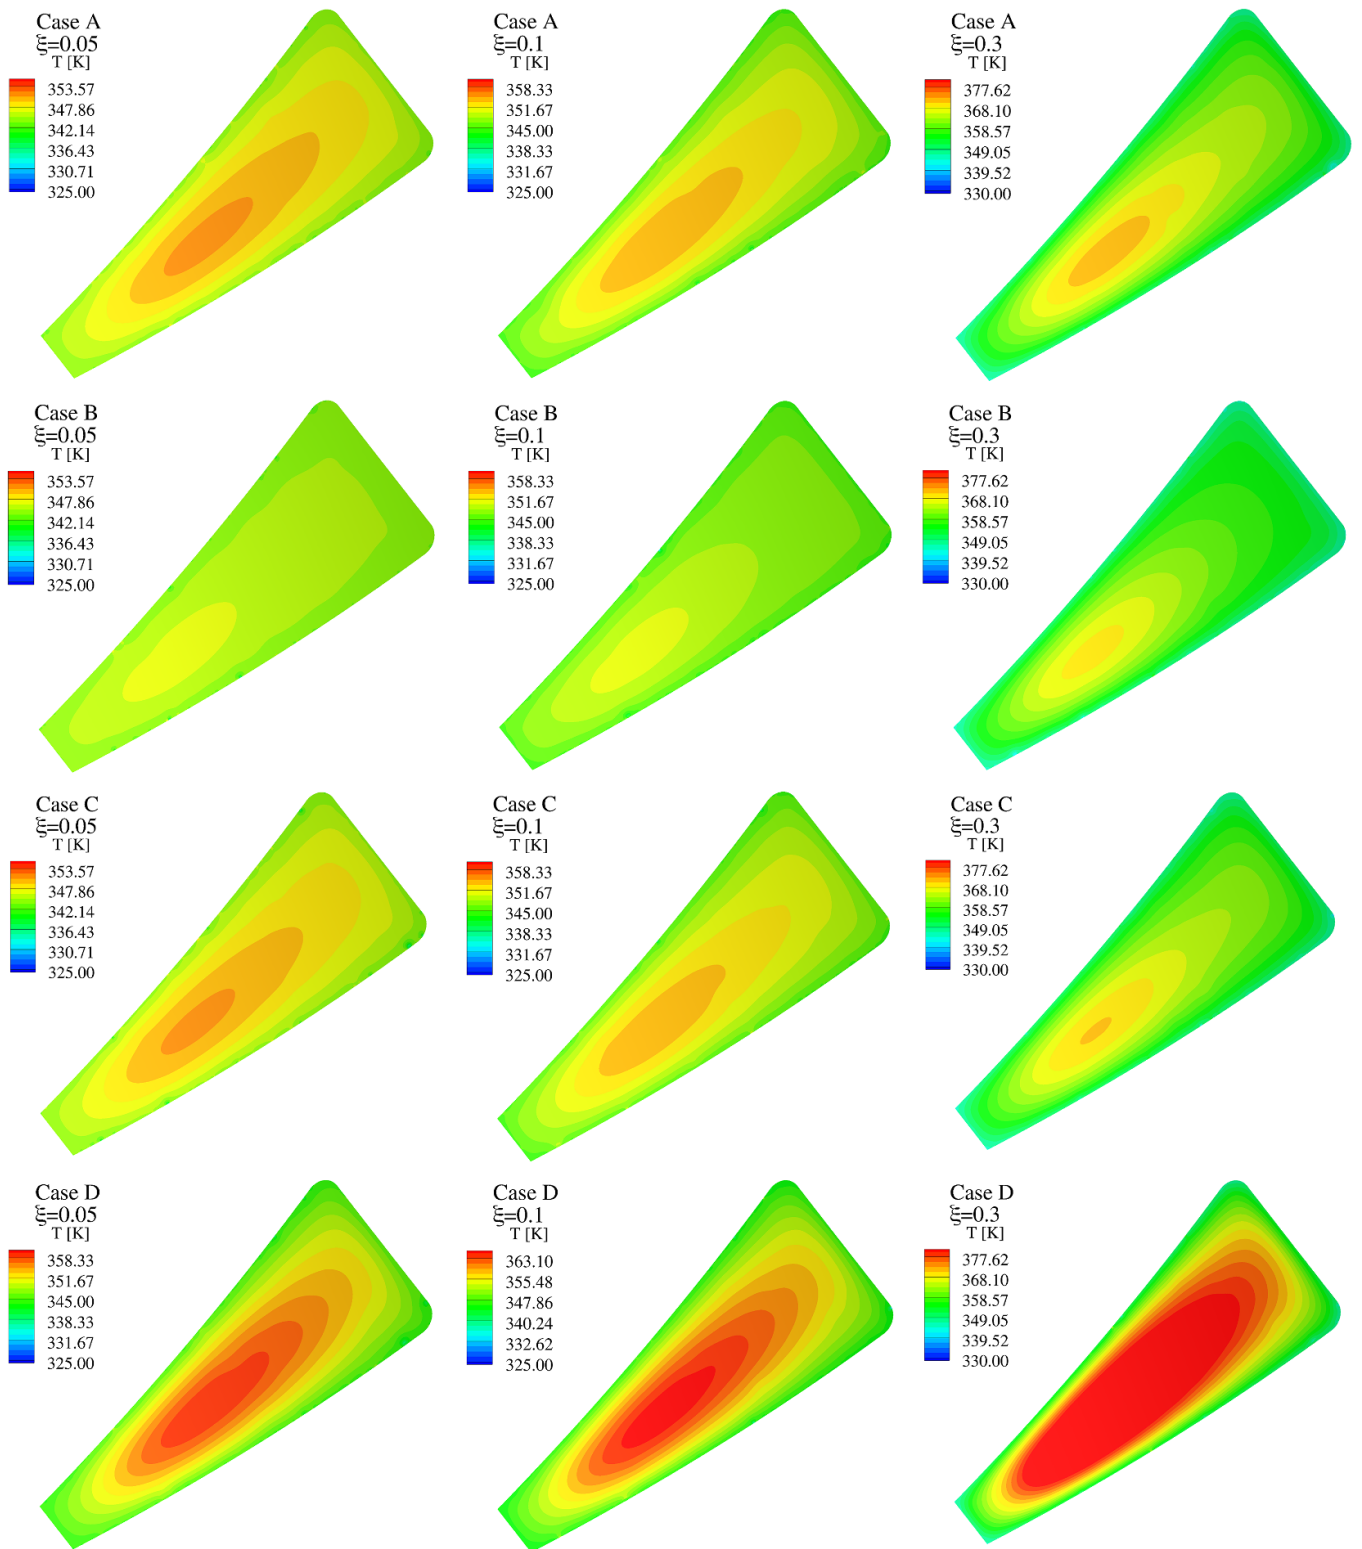 Case A
ξ=0.05
T [K]
353.57
347.86
342.14
336.43
330.71
325.00
Case A
ξ=0.1
T [K]
358.33
351.67
345.00
338.33
331.67
325.00
Case A
ξ=0.3
T [K]
377.62
368.10
358.57
349.05
339.52
330.00
Case B
ξ=0.05
T [K]
353.57
347.86
342.14
336.43
330.71
325.00
Case B
ξ=0.1
T [K]
358.33
351.67
345.00
338.33
331.67
325.00
Case B
ξ=0.3
T [K]
377.62
368.10
358.57
349.05
339.52
330.00
Case C
ξ=0.05
T [K]
353.57
347.86
342.14
336.43
330.71
325.00
Case C
ξ=0.1
T [K]
358.33
351.67
345.00
338.33
331.67
325.00
Case C
ξ=0.3
T [K]
377.62
368.10
358.57
349.05
339.52
330.00
Case D
ξ=0.05
T [K]
358.33
351.67
345.00
338.33
331.67
325.00
Case D
ξ=0.1
T [K]
363.10
355.48
347.86
340.24
332.62
325.00
Case D
ξ=0.3
T [K]
377.62
368.10
358.57
349.05
339.52
330.00